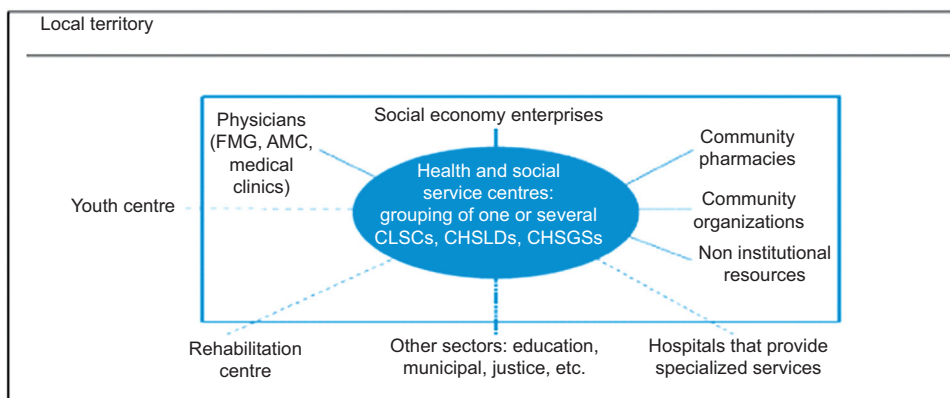 Local territory
Physicians
(FMG, AMC,
medical
clinics)
Social economy enterprises
Community
pharmacies
Health and social
service centres:
grouping of one or several
CLSCs, CHSLDs, CHSGSs
Youth centre
Community
organizations
Non institutional
resources
Rehabilitation
centre
Other sectors: education,
municipal, justice, etc.
Hospitals that provide
specialized services